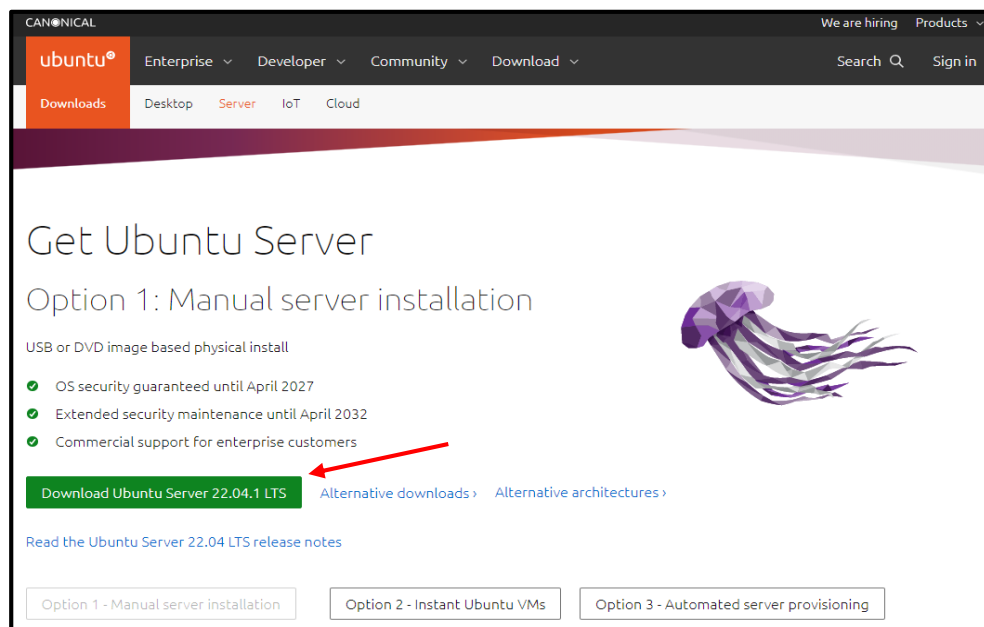 CANONICAL We are hiring Products
ubuntu® Enterprise Developer Community Download Search Sign in
Downloads Desktop Server IoT Cloud
Get Ubuntu Server
Option 1: Manual server installation
USB or DVD image based physical install
OS security guaranteed until April 2027
Extended security maintenance until April 2032
Commercial support for enterprise customers
Download Ubuntu Server 22.04.1 LTS Alternative downloads › Alternative architectures ›
Read the Ubuntu Server 22.04 LTS release notes
Option 1 - Manual server installation Option 2 - Instant Ubuntu VMs Option 3 - Automated server provisioning